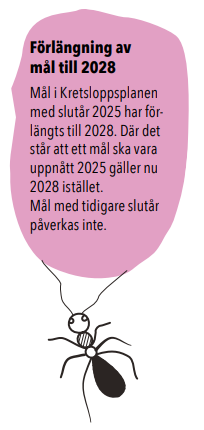 Förlängning av
mål till 2028
Mål i Kretsloppsplanen
med slutår 2025 har för-
längts till 2028. Där det
står att ett mål ska vara
uppnått 2025 gäller nu
2028 istället.
Mål med tidigare slutår
påverkas inte.